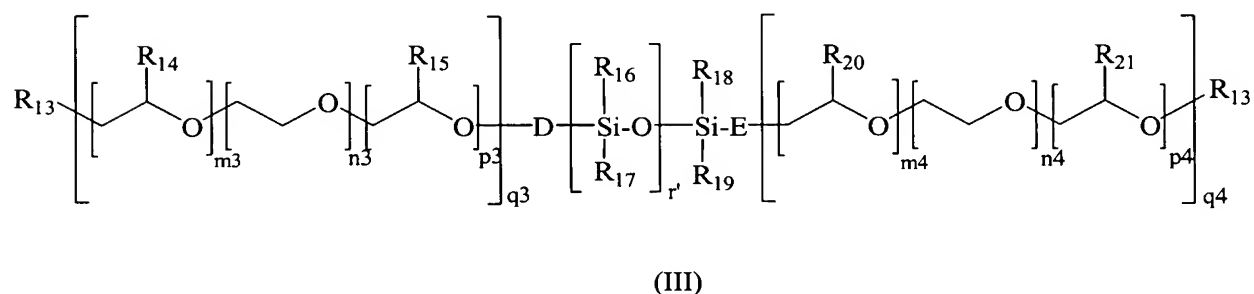 R14 R15 R16 R18 R20 R21
R13 O O O D Si-O Si-E O O O R13
m3 n3 p3 R17 R19 m4 n4 p4
q3 r' q4
(III)